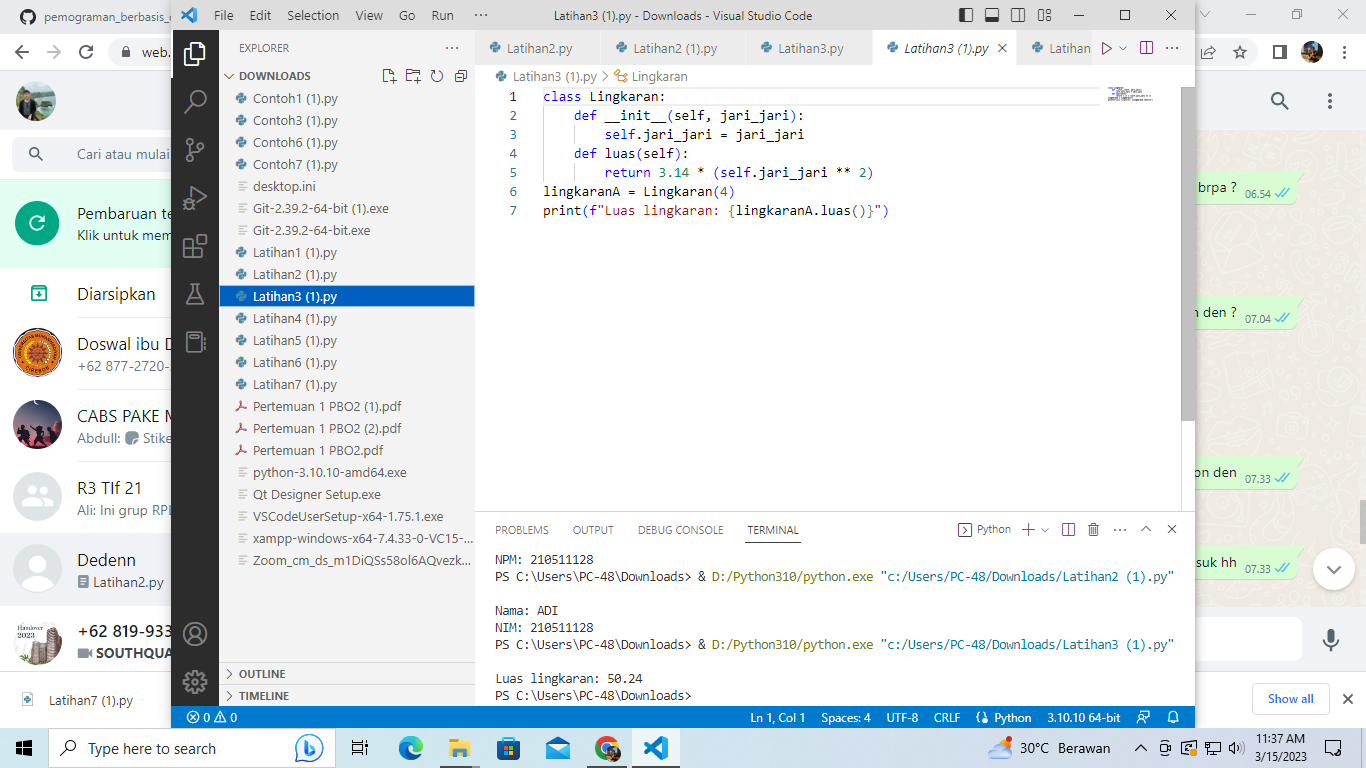 pemograman_berbasis_
web.
File Edit Selection View Go Run ···
Latihan3 (1).py - Downloads - Visual Studio Code
EXPLORER
DOWNLOADS
Contoh1 (1).py
Contoh3 (1).py
Contoh6 (1).py
Contoh7 (1).py
desktop.ini
Git-2.39.2-64-bit (1).exe
Git-2.39.2-64-bit.exe
Latihan1 (1).py
Latihan2 (1).py
Latihan3 (1).py
Latihan4 (1).py
Latihan5 (1).py
Latihan6 (1).py
Latihan7 (1).py
Pertemuan 1 PBO2 (1).pdf
Pertemuan 1 PBO2 (2).pdf
Pertemuan 1 PBO2.pdf
python-3.10.10-amd64.exe
Qt Designer Setup.exe
VSCodeUserSetup-x64-1.75.1.exe
xampp-windows-x64-7.4.33-0-VC15-...
Zoom_cm_ds_m1DiQSs58ol6AQvezk...
OUTLINE
TIMELINE
Latihan2.py Latihan2 (1).py Latihan3.py Latihan3 (1).py Latihan
Latihan3 (1).py > Lingkaran
1 class Lingkaran:
2 def __init__(self, jari_jari):
3 self.jari_jari = jari_jari
4 def luas(self):
5 return 3.14 * (self.jari_jari ** 2)
6 lingkaranA = Lingkaran(4)
7 print(f"Luas lingkaran: {lingkaranA.luas()}")
PROBLEMS OUTPUT DEBUG CONSOLE TERMINAL Python
NPM: 210511128
PS C:\Users\PC-48\Downloads> & D:/Python310/python.exe "c:/Users/PC-48/Downloads/Latihan2 (1).py"
Nama: ADI
NIM: 210511128
PS C:\Users\PC-48\Downloads> & D:/Python310/python.exe "c:/Users/PC-48/Downloads/Latihan3 (1).py"
Luas lingkaran: 50.24
PS C:\Users\PC-48\Downloads>
0 0 Ln 1, Col 1 Spaces: 4 UTF-8 CRLF Python 3.10.10 64-bit
Cari atau mulai
Pembaruan te
Klik untuk mem
Diarsipkan
Doswal ibu D
+62 877-2720-
CABS PAKE M
Abdull: Stike
R3 TIf 21
Ali: Ini grup RPL
Dedenn
Latihan2.py
Hanlover
2023
+62 819-933
SOUTHQUA
brpa ? 06.54
n den ? 07.04
on den 07.33
suk hh 07.33
Latihan7 (1).py
Show all
Type here to search
30°C Berawan
11:37 AM
3/15/2023